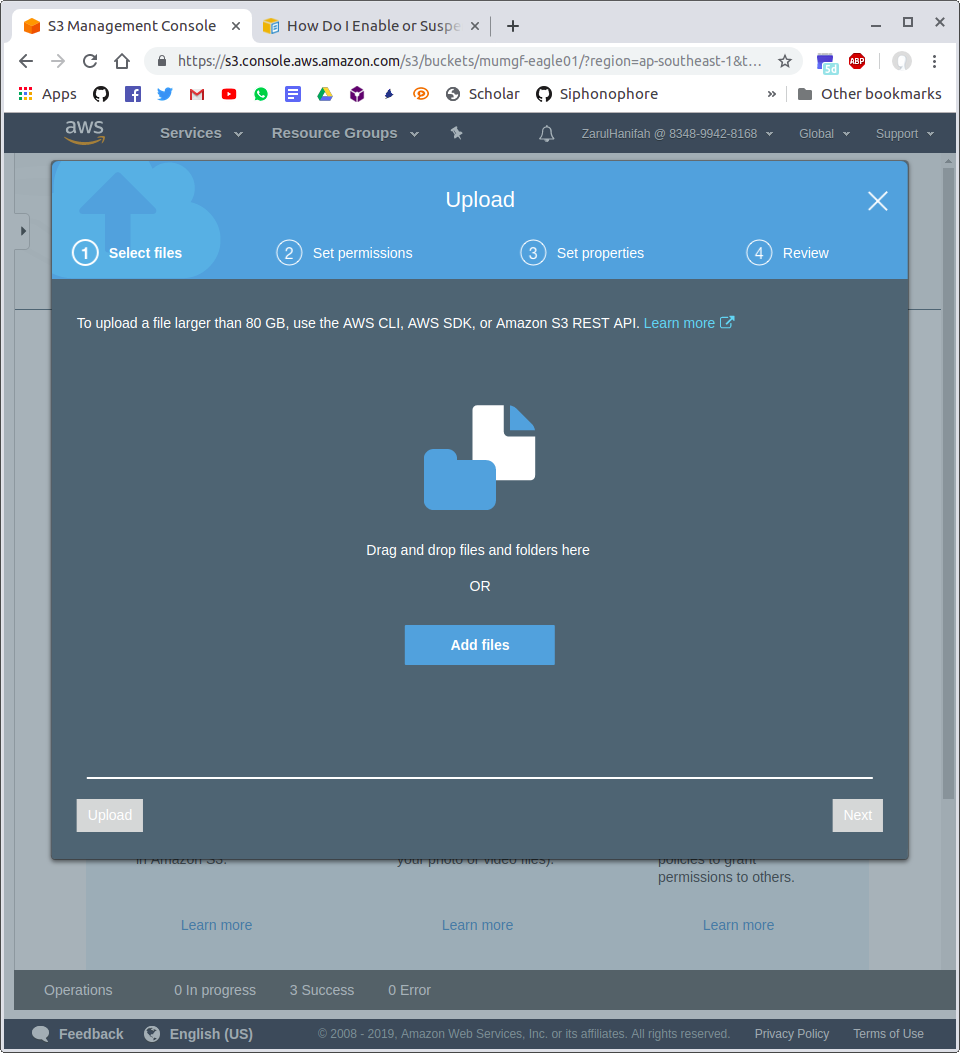 S3 Management Console
How Do I Enable or Suspe
https://s3.console.aws.amazon.com/s3/buckets/mumgf-eagle01/?region=ap-southeast-1&t...
5d
ABP
Apps
Scholar
Siphonophore
»
Other bookmarks
aws
Services
Resource Groups
ZarulHanifah @ 8348-9942-8168
Global
Support
Upload
1 Select files
2 Set permissions
3 Set properties
4 Review
To upload a file larger than 80 GB, use the AWS CLI, AWS SDK, or Amazon S3 REST API. Learn more
Drag and drop files and folders here
OR
Add files
Upload
Next
in Amazon S3.
your photo or video files).
policies to grant
permissions to others.
Learn more
Learn more
Learn more
Operations
0 In progress
3 Success
0 Error
Feedback
English (US)
© 2008 - 2019, Amazon Web Services, Inc. or its affiliates. All rights reserved.
Privacy Policy
Terms of Use